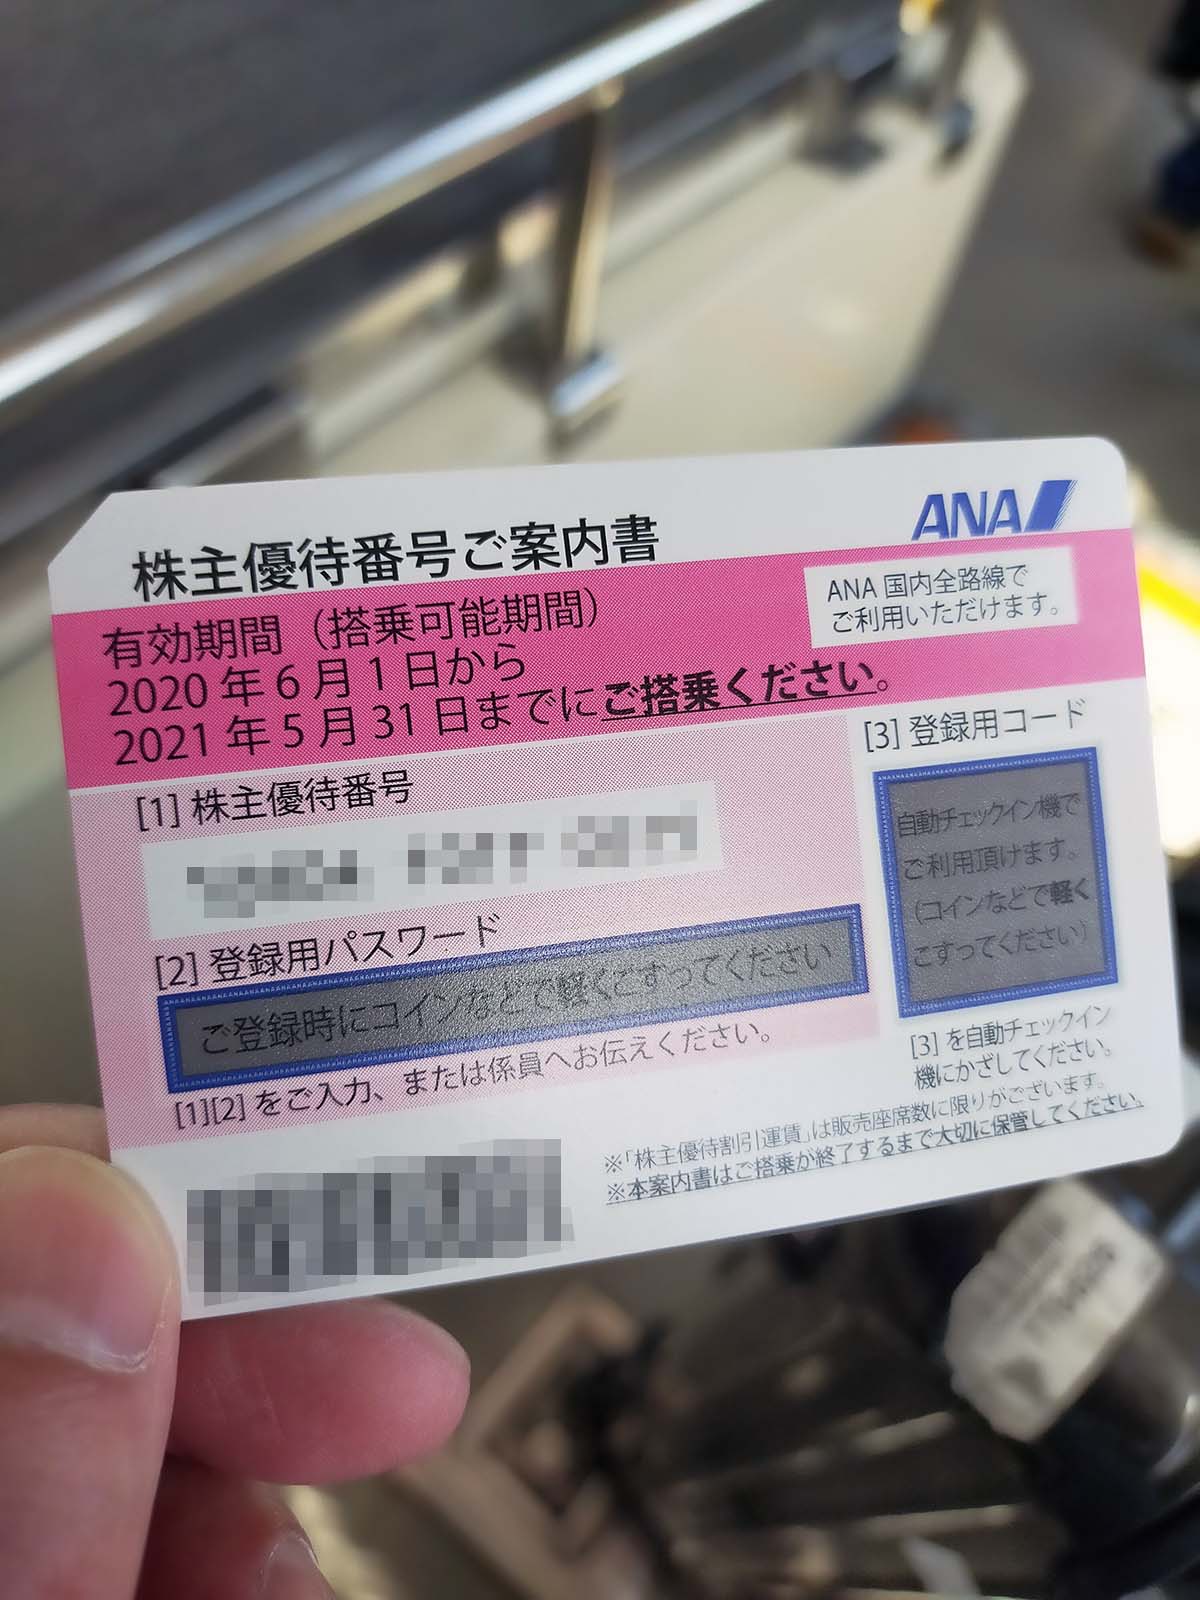 株主優待番号ご案内書
ANA
有効期間（搭乗可能期間）
2020 年 6 月 1 日から
2021 年 5 月 31 日までにご搭乗ください。
ANA 国内全路線で
ご利用いただけます。
[1] 株主優待番号
[2] 登録用パスワード
ご登録時にコインなどで軽くこすってください
[1][2] をご入力、または係員へお伝えください。
[3] 登録用コード
自動チェックイン機で
ご利用頂けます。
（コインなどで軽く
こすってください）
[3] を自動チェックイン
機にかざしてください。
※「株主優待割引運賃」は販売座席数に限りがございます。
※本案内書はご搭乗が終了するまで大切に保管してください。